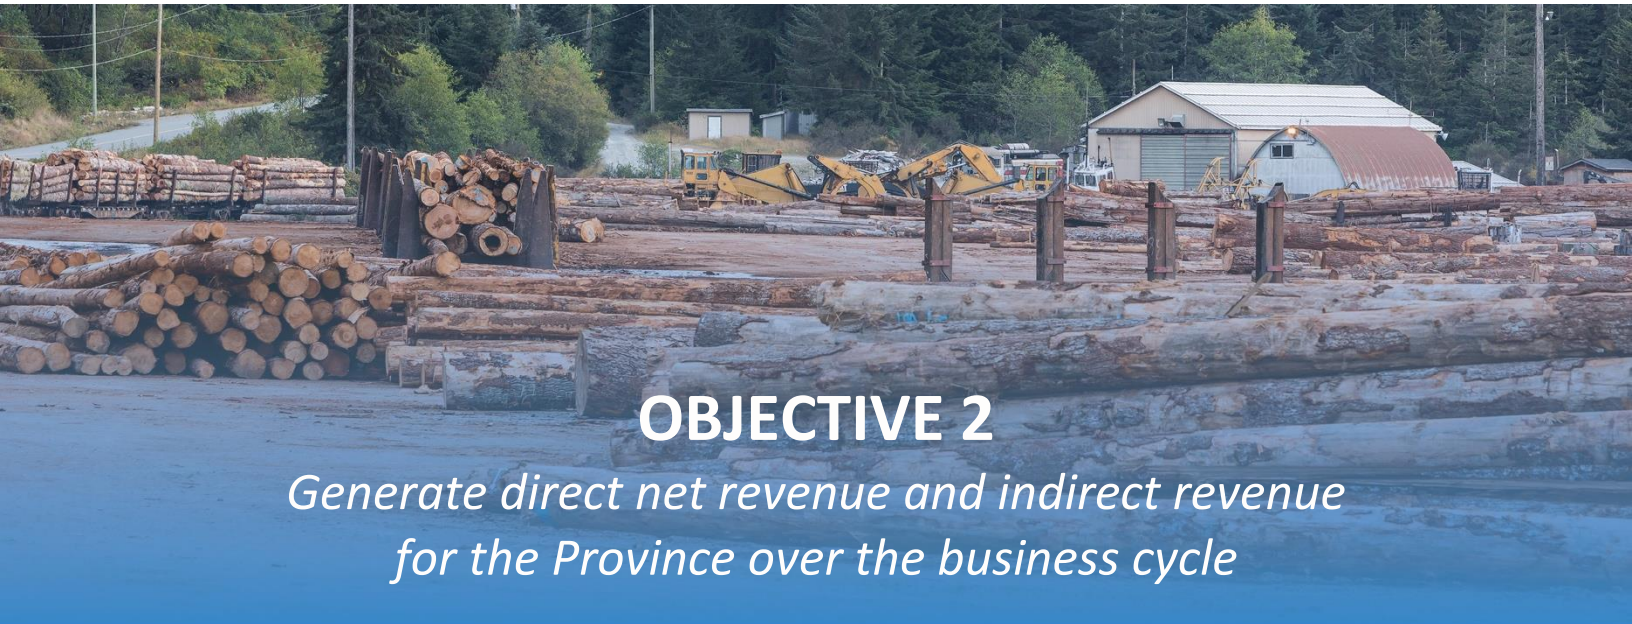 OBJECTIVE 2
Generate direct net revenue and indirect revenue
for the Province over the business cycle